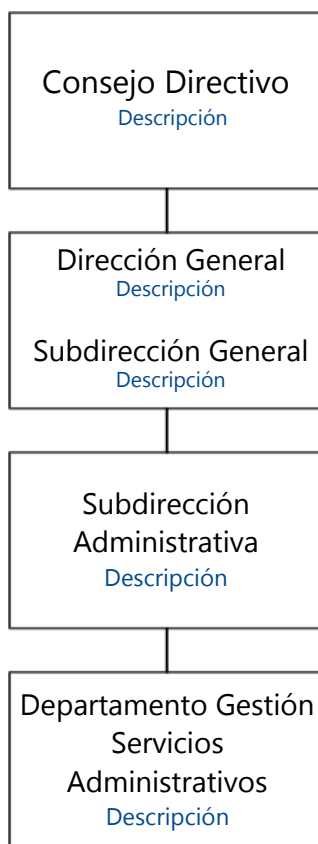 Consejo Directivo
Descripción
Dirección General
Descripción
Subdirección General
Descripción
Subdirección
Administrativa
Descripción
Departamento Gestión
Servicios
Administrativos
Descripción